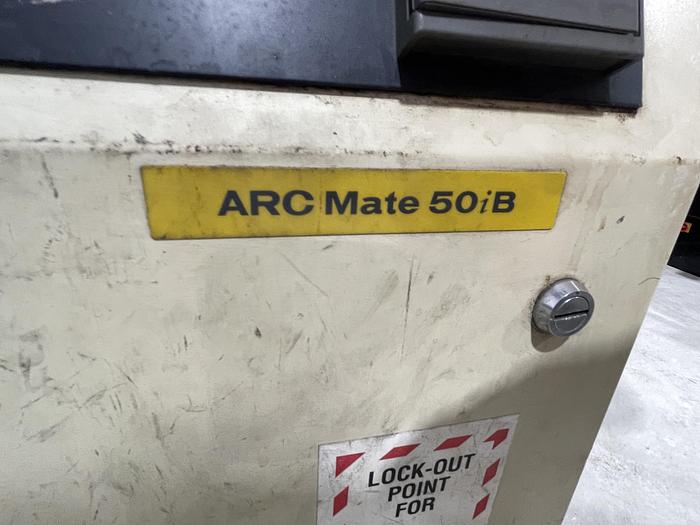 ARC Mate 50iB
LOCK-OUT
POINT
FOR